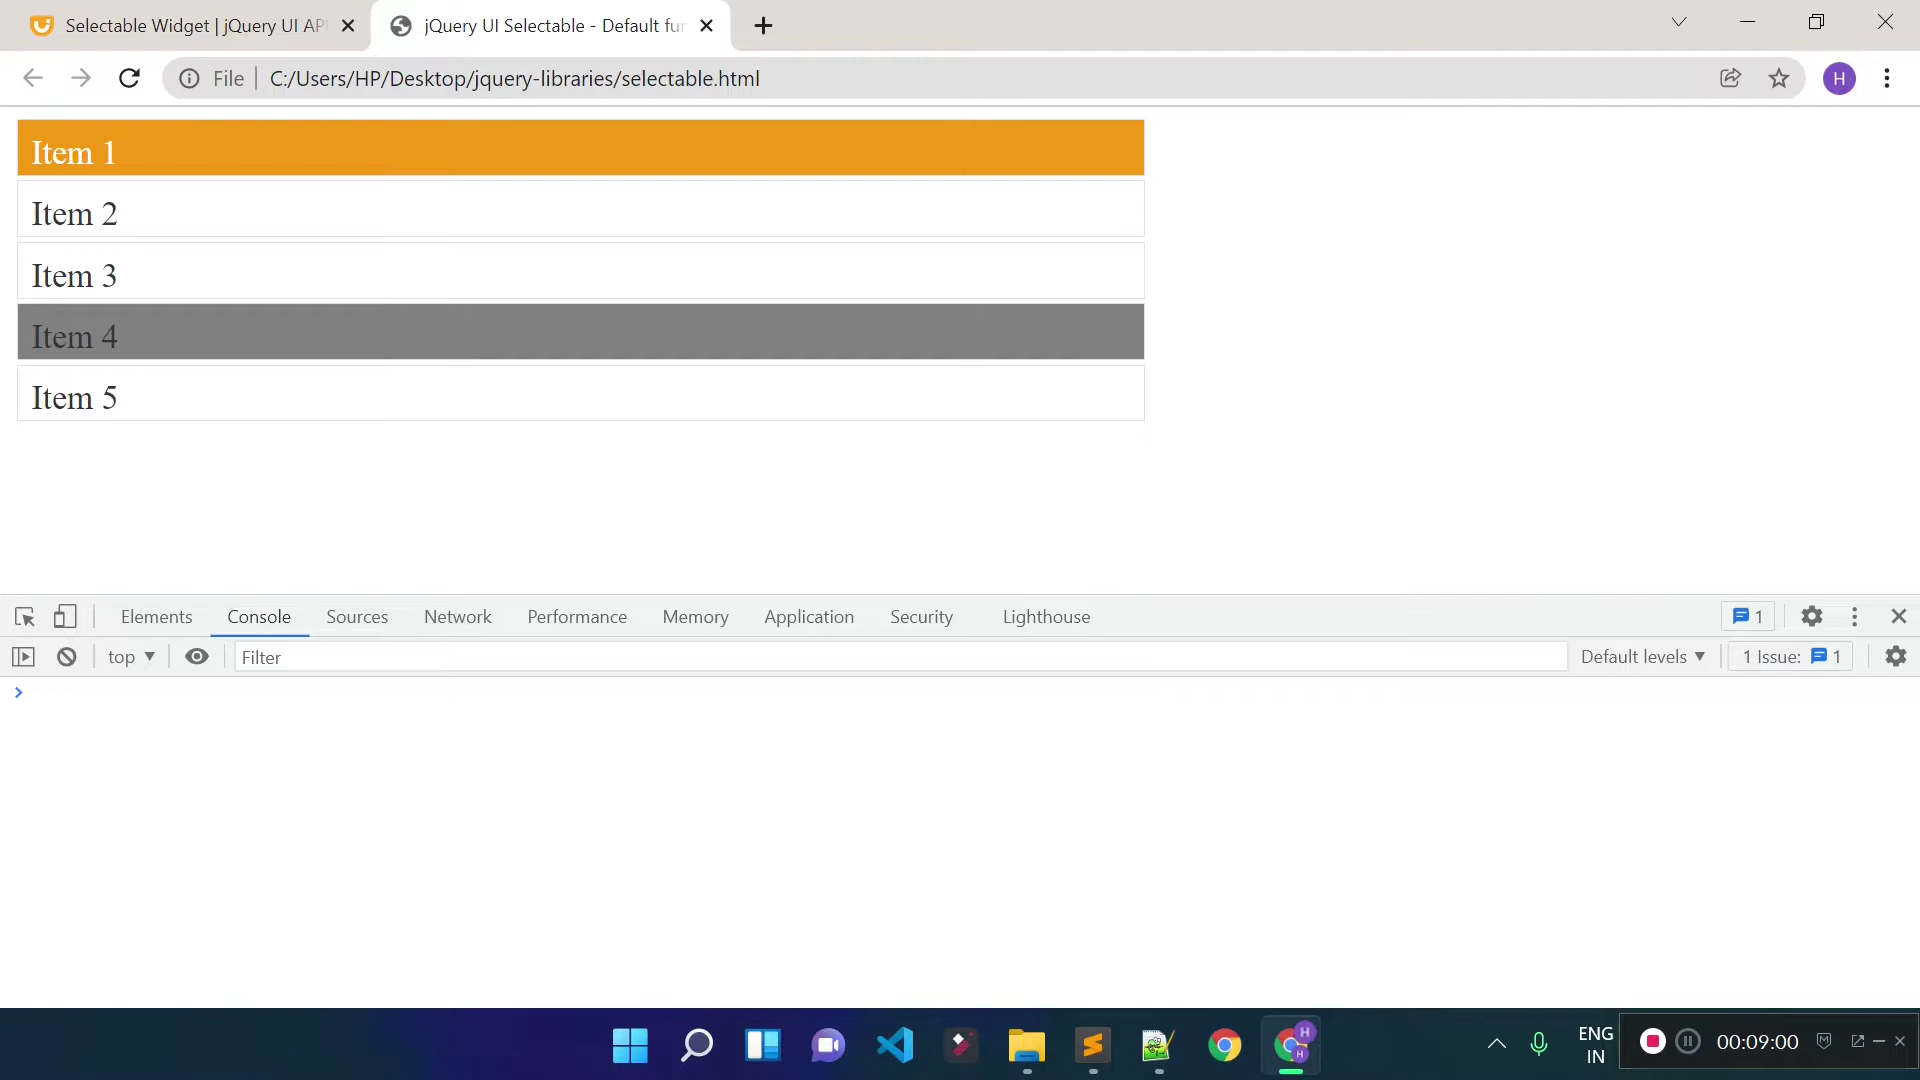 Selectable Widget | jQuery UI AP
jQuery UI Selectable - Default fu
File
C:/Users/HP/Desktop/jquery-libraries/selectable.html
H
Item 1
Item 2
Item 3
Item 4
Item 5
Elements Console Sources Network Performance Memory Application Security Lighthouse
1
top
Filter
Default levels
1 Issue: 1
H
H
ENG
IN
00:09:00